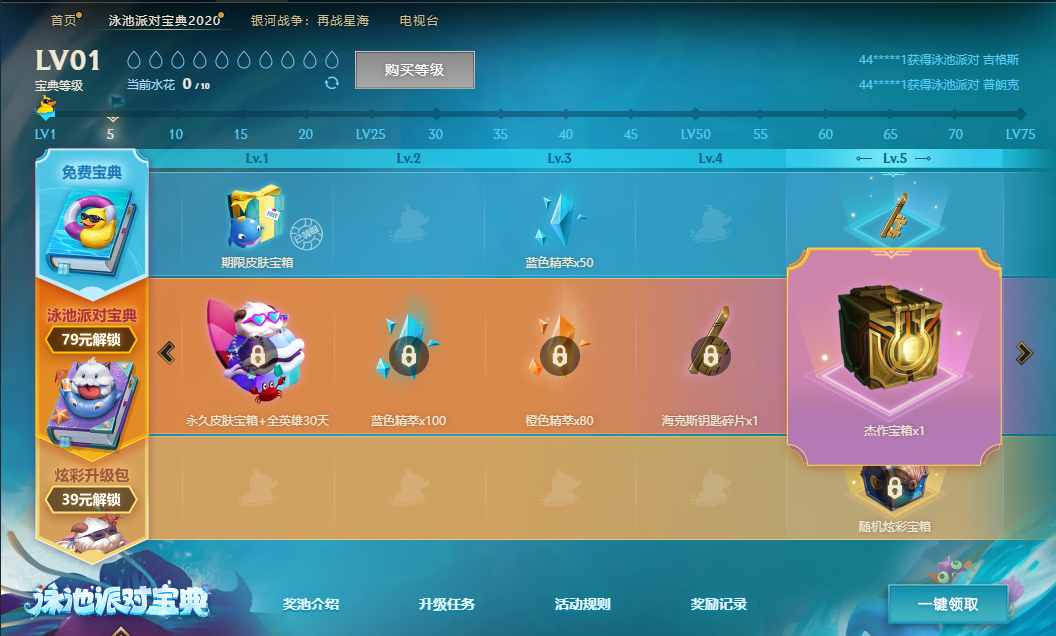 首页 泳池派对宝典2020 银河战争：再战星海 电视台
LV01
宝典等级
当前水花 0 / 10
购买等级
44*****1获得泳池派对 吉格斯
44*****1获得泳池派对 普朗克
LV1 5 10 15 20 LV25 30 35 40 45 LV50 55 60 65 70 LV75
Lv.1 Lv.2 Lv.3 Lv.4 Lv.5
免费宝典
FREE
已领取
期限皮肤宝箱 蓝色精萃x50
泳池派对宝典
79元解锁
永久皮肤宝箱+全英雄30天 蓝色精萃x100 橙色精萃x80 海克斯钥匙碎片x1 杰作宝箱x1
炫彩升级包
39元解锁
随机炫彩宝箱
泳池派对宝典
奖池介绍 升级任务 活动规则 奖励记录 一键领取